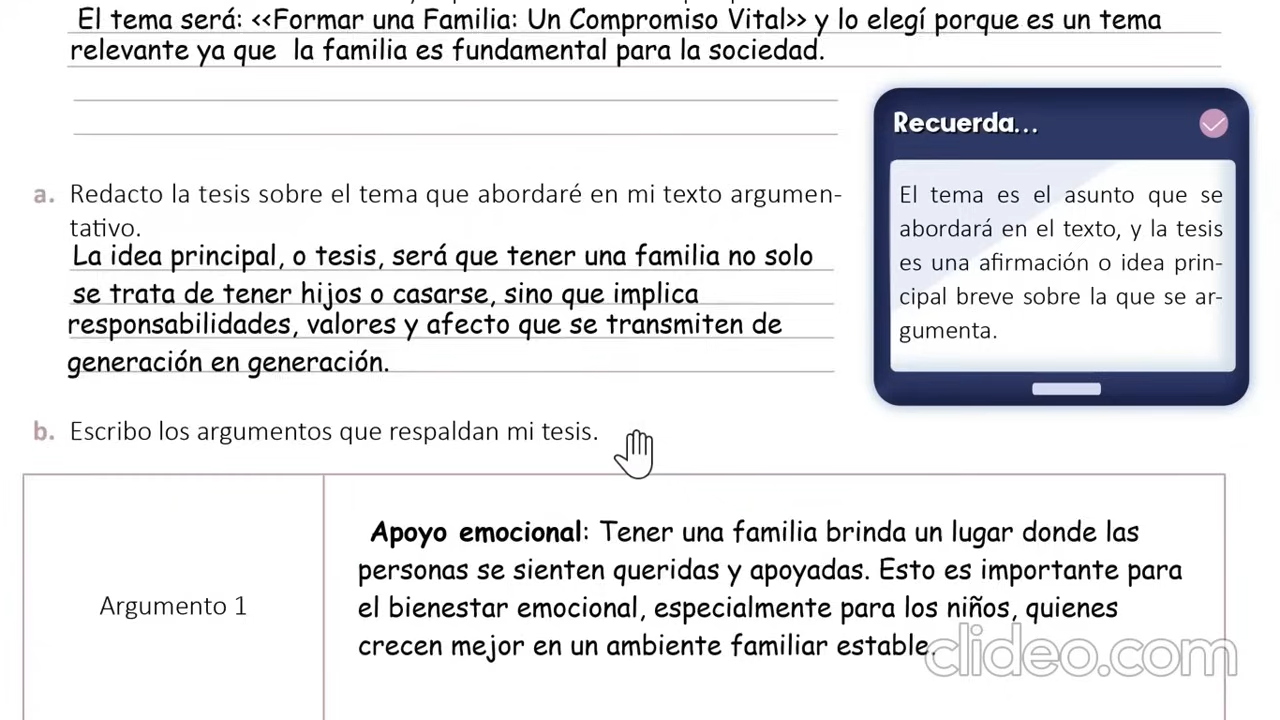 El tema será: <<Formar una Familia: Un Compromiso Vital>> y lo elegí porque es un tema
relevante ya que la familia es fundamental para la sociedad.
Recuerda...
El tema es el asunto que se
abordará en el texto, y la tesis
es una afirmación o idea prin-
cipal breve sobre la que se ar-
gumenta.
a. Redacto la tesis sobre el tema que abordaré en mi texto argumen-
tativo.
La idea principal, o tesis, será que tener una familia no solo
se trata de tener hijos o casarse, sino que implica
responsabilidades, valores y afecto que se transmiten de
generación en generación.
b. Escribo los argumentos que respaldan mi tesis.
Argumento 1
Apoyo emocional: Tener una familia brinda un lugar donde las
personas se sienten queridas y apoyadas. Esto es importante para
el bienestar emocional, especialmente para los niños, quienes
crecen mejor en un ambiente familiar estable.
clideo.com